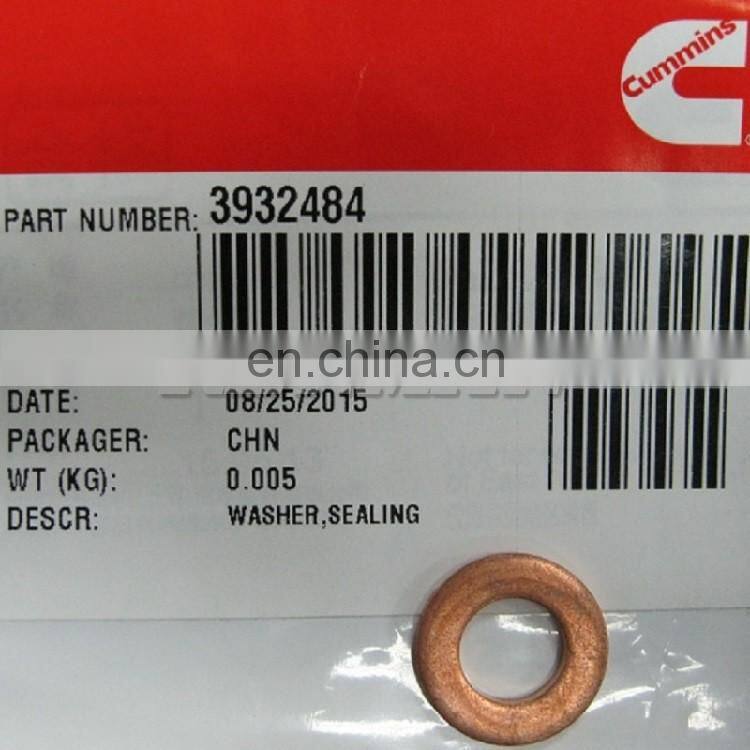 Cummins
PART NUMBER: 3932484
en.china.cn
DATE: 08/25/2015
PACKAGER: CHN
WT (KG): 0.005
DESCR: WASHER,SEALING